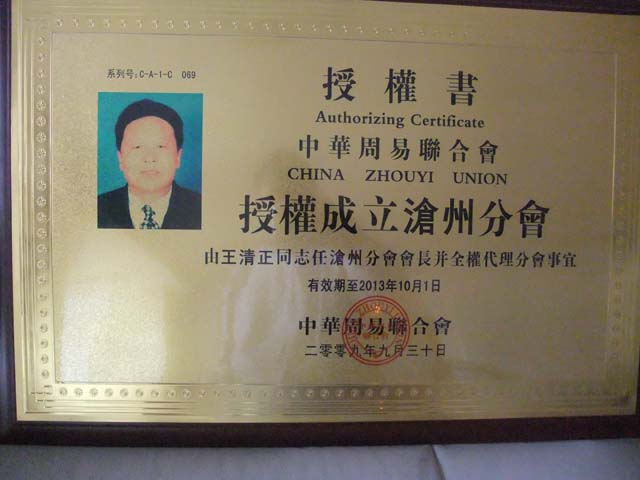 系列号:C-A-I-C 069
授權書
Authorizing Certificate
中華周易聯合會
CHINA ZHOUYI UNION
授權成立滄州分會
由王清正同志任滄州分會會長并全權代理分會事宜
有效期至2013年10月1日
中華周易聯合會
二零零九年九月三十日